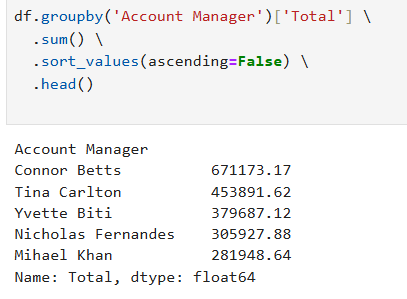 df.groupby('Account Manager')['Total'] \
  .sum() \
  .sort_values(ascending=False) \
  .head()
Account Manager
Connor Betts          671173.17
Tina Carlton          453891.62
Yvette Biti           379687.12
Nicholas Fernandes    305927.88
Mihael Khan           281948.64
Name: Total, dtype: float64